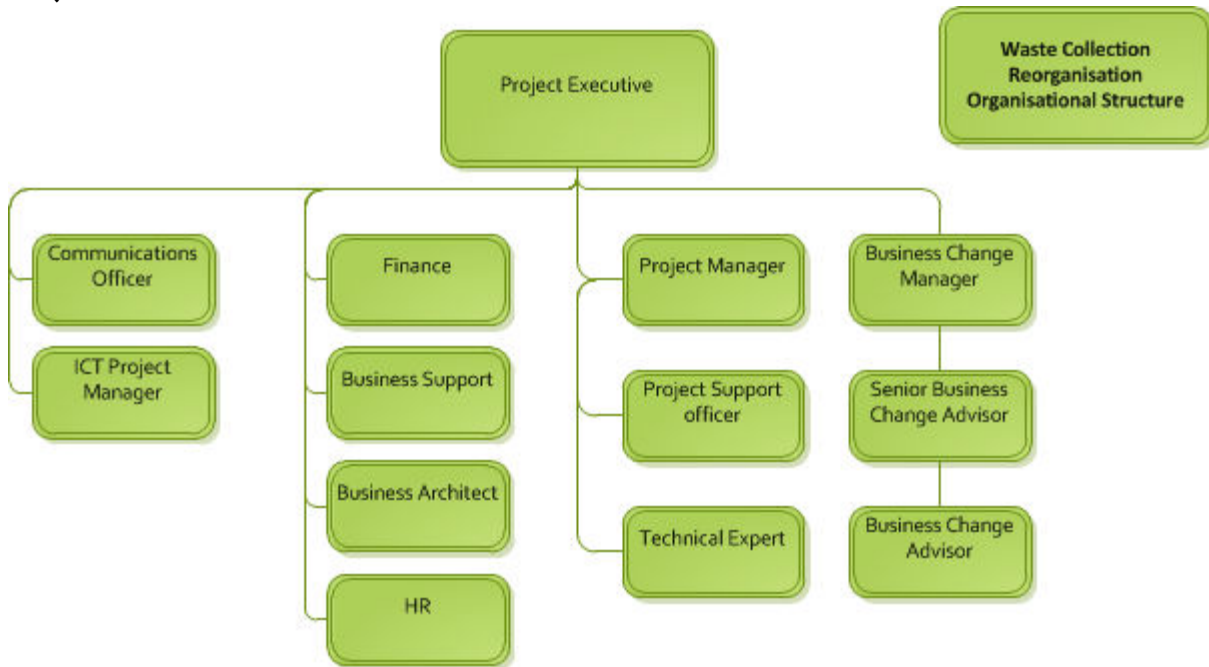 Project Executive
Waste Collection
Reorganisation
Organisational Structure
Communications
Officer
Finance
Project Manager
Business Change
Manager
ICT Project
Manager
Business Support
Project Support
officer
Senior Business
Change Advisor
Business Architect
Technical Expert
Business Change
Advisor
HR